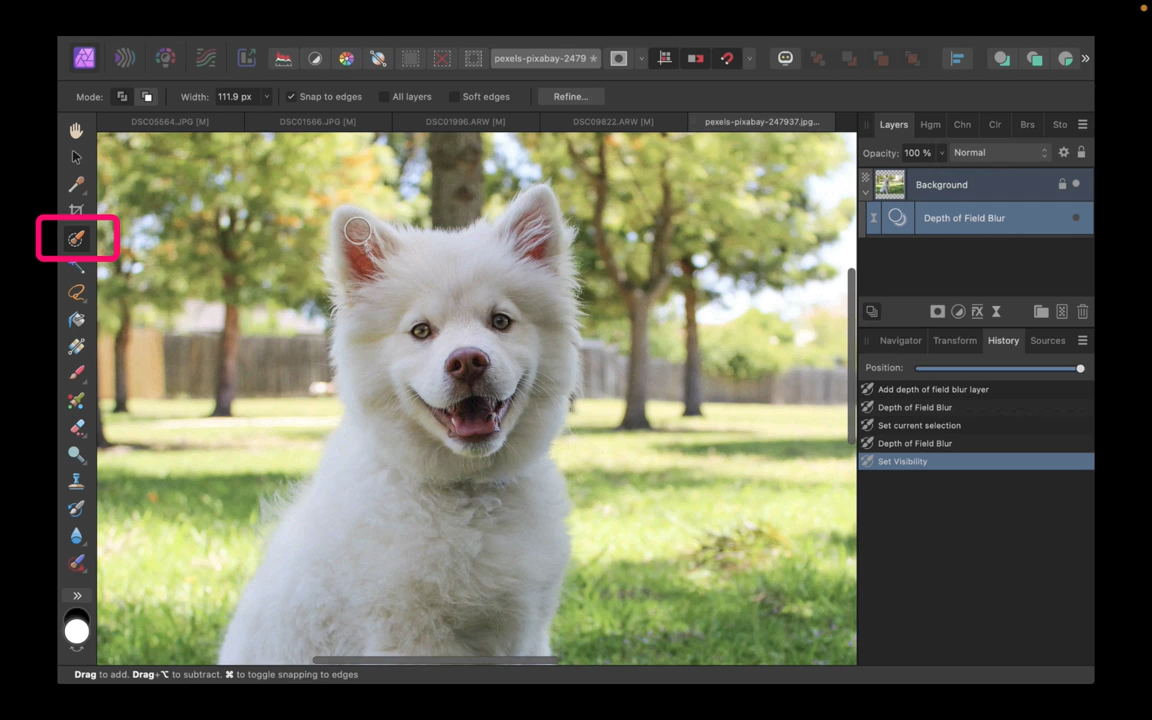 pexels-pixabay-2479 *
Mode: Width: 111.9 px Snap to edges All layers Soft edges Refine...
DSC05564.JPG [M] DSC01566.JPG [M] DSC01996.ARW [M] DSC09822.ARW [M] pexels-pixabay-247937.jpg...
Layers Hgm Chn Clr Brs Sto
Opacity: 100 % Normal
Background
Depth of Field Blur
Navigator Transform History Sources
Position:
Add depth of field blur layer
Depth of Field Blur
Set current selection
Depth of Field Blur
Set Visibility
Drag to add. Drag+⌥ to subtract. ⌘ to toggle snapping to edges